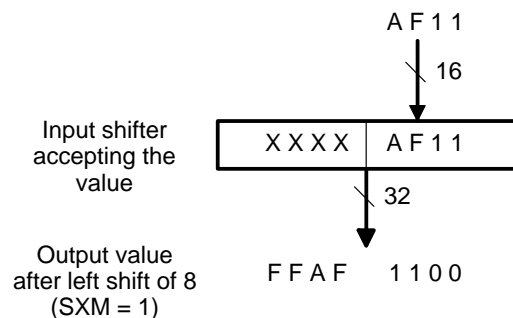 A F 1 1
16
Input shifter
accepting the
value
X X X X A F 1 1
32
Output value
after left shift of 8
(SXM = 1)
F F A F 1 1 0 0